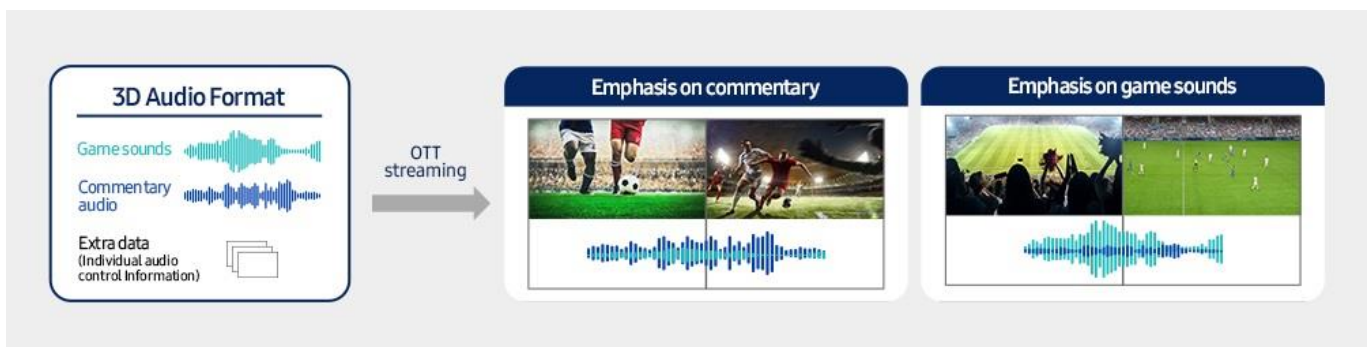 3D Audio Format
Game sounds
Commentary
audio
Extra data
(Individual audio
control Information)
OTT
streaming
Emphasis on commentary
Emphasis on game sounds